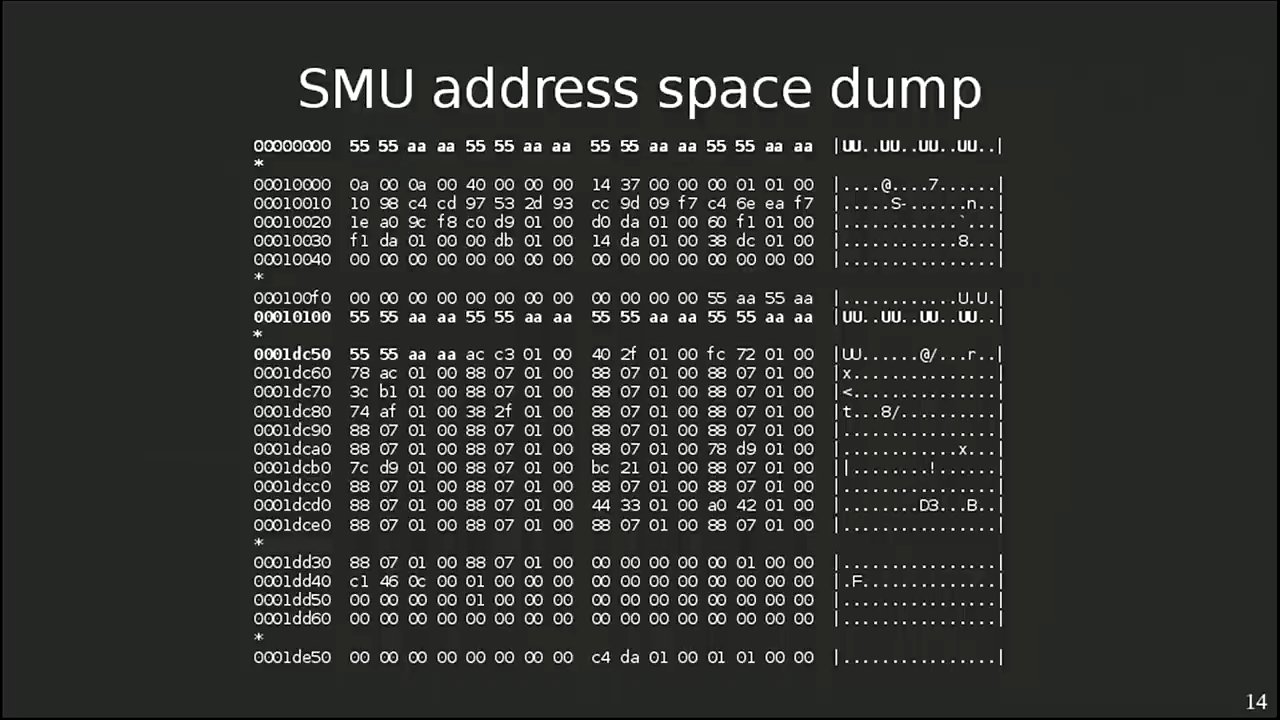 SMU address space dump
00000000  55 55 aa aa 55 55 aa aa  55 55 aa aa 55 55 aa aa  |UU..UU..UU..UU..|
*
00010000  0a 00 0a 00 40 00 00 00  14 37 00 00 00 01 01 00  |....@....7......|
00010010  10 98 c4 cd 97 53 2d 93  cc 9d 09 f7 c4 6e ea f7  |.....S-......n..|
00010020  1e a0 9c f8 c0 d9 01 00  d0 da 01 00 60 f1 01 00  |............`...|
00010030  f1 da 01 00 00 db 01 00  14 da 01 00 38 dc 01 00  |............8...|
00010040  00 00 00 00 00 00 00 00  00 00 00 00 00 00 00 00  |................|
*
000100f0  00 00 00 00 00 00 00 00  00 00 00 00 55 aa 55 aa  |............U.U.|
00010100  55 55 aa aa 55 55 aa aa  55 55 aa aa 55 55 aa aa  |UU..UU..UU..UU..|
*
0001dc50  55 55 aa aa ac c3 01 00  40 2f 01 00 fc 72 01 00  |UU......@/...r..|
0001dc60  78 ac 01 00 88 07 01 00  88 07 01 00 88 07 01 00  |x...............|
0001dc70  3c b1 01 00 88 07 01 00  88 07 01 00 88 07 01 00  |<...............|
0001dc80  74 af 01 00 38 2f 01 00  88 07 01 00 88 07 01 00  |t...8/..........|
0001dc90  88 07 01 00 88 07 01 00  88 07 01 00 88 07 01 00  |................|
0001dca0  88 07 01 00 88 07 01 00  88 07 01 00 78 d9 01 00  |............x...|
0001dcb0  7c d9 01 00 88 07 01 00  bc 21 01 00 88 07 01 00  ||........!......|
0001dcc0  88 07 01 00 88 07 01 00  88 07 01 00 88 07 01 00  |................|
0001dcd0  88 07 01 00 88 07 01 00  44 33 01 00 a0 42 01 00  |........D3...B..|
0001dce0  88 07 01 00 88 07 01 00  88 07 01 00 88 07 01 00  |................|
*
0001dd30  88 07 01 00 88 07 01 00  00 00 00 00 00 01 00 00  |................|
0001dd40  c1 46 0c 00 01 00 00 00  00 00 00 00 00 00 00 00  |.F..............|
0001dd50  00 00 00 00 01 00 00 00  00 00 00 00 00 00 00 00  |................|
0001dd60  00 00 00 00 00 00 00 00  00 00 00 00 00 00 00 00  |................|
*
0001de50  00 00 00 00 00 00 00 00  c4 da 01 00 01 01 00 00  |................|
14